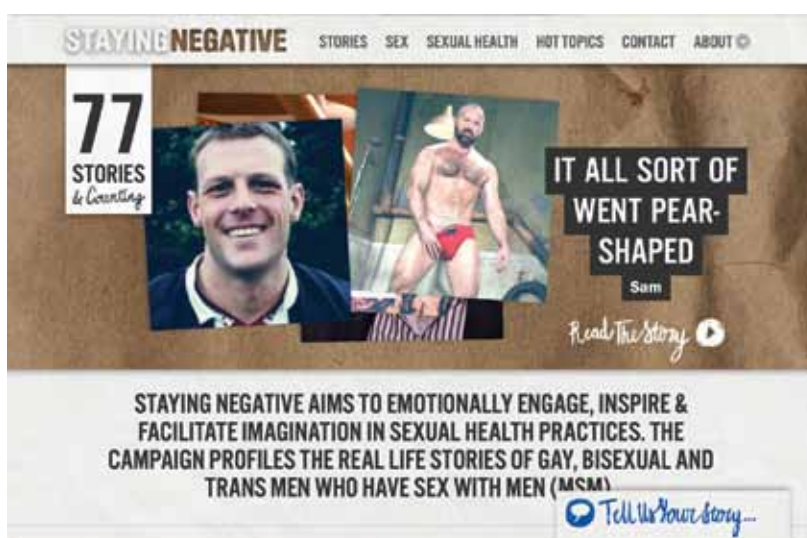 STAYING NEGATIVE
STORIES SEX SEXUAL HEALTH HOT TOPICS CONTACT ABOUT
77
STORIES
& Counting
IT ALL SORT OF
WENT PEAR-
SHAPED
Sam
Read The Story
STAYING NEGATIVE AIMS TO EMOTIONALLY ENGAGE, INSPIRE &
FACILITATE IMAGINATION IN SEXUAL HEALTH PRACTICES. THE
CAMPAIGN PROFILES THE REAL LIFE STORIES OF GAY, BISEXUAL AND
TRANS MEN WHO HAVE SEX WITH MEN (MSM)
Tell Us Your Story...